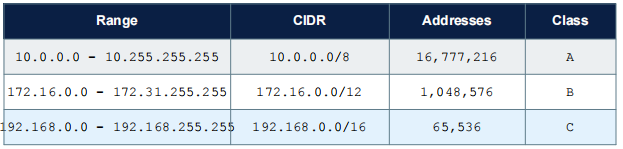 Range CIDR Addresses Class
10.0.0.0 – 10.255.255.255 10.0.0.0/8 16,777,216 A
172.16.0.0 – 172.31.255.255 172.16.0.0/12 1,048,576 B
192.168.0.0 – 192.168.255.255 192.168.0.0/16 65,536 C